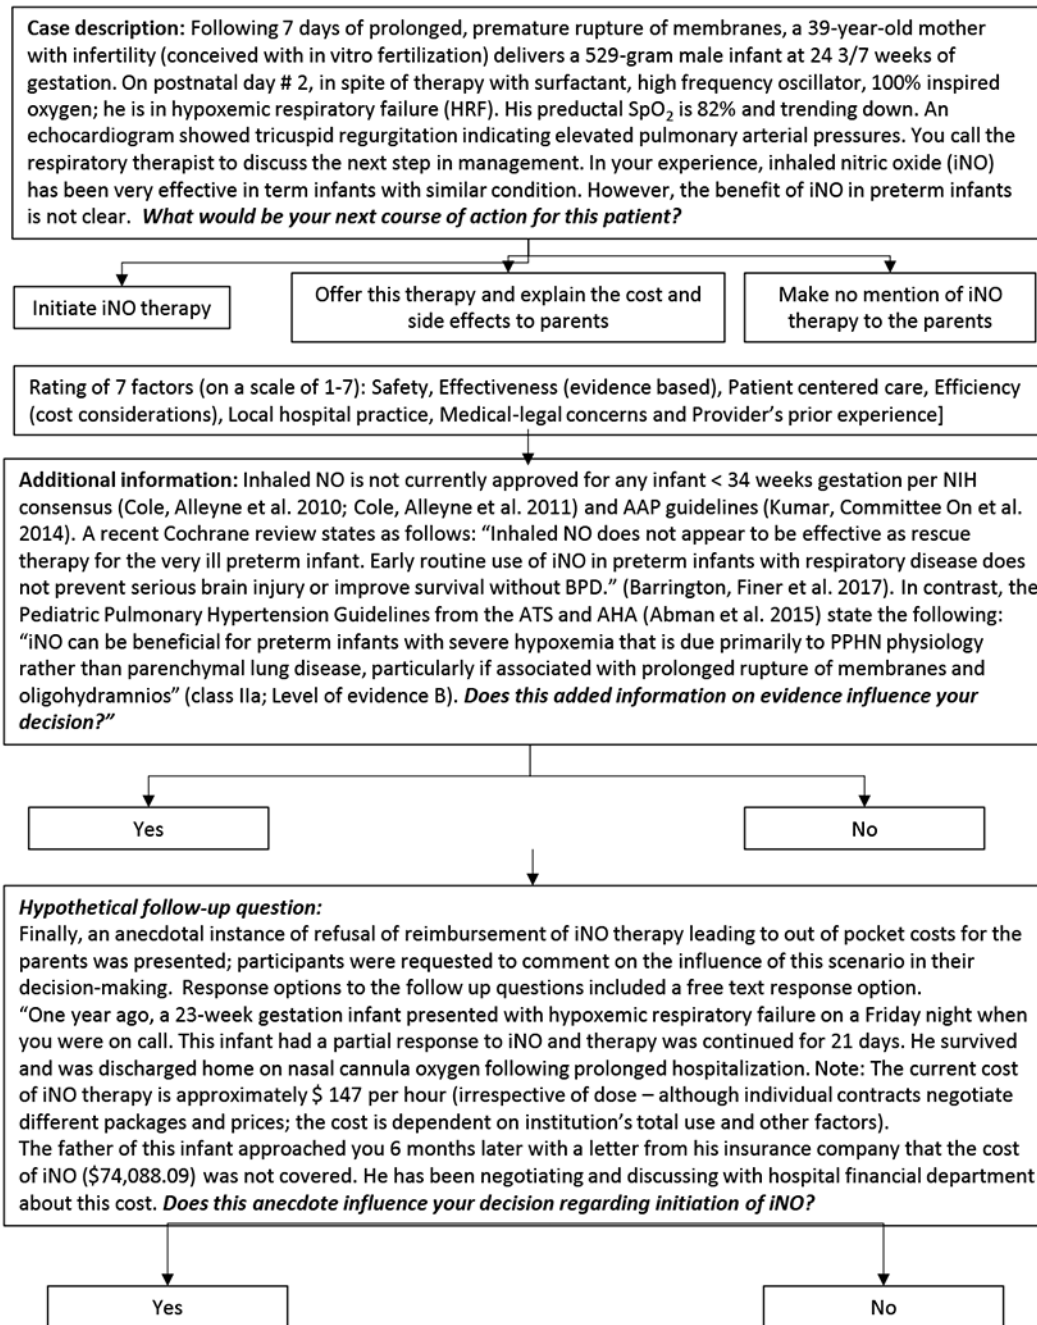 Case description: Following 7 days of prolonged, premature rupture of membranes, a 39-year-old mother
with infertility (conceived with in vitro fertilization) delivers a 529-gram male infant at 24 3/7 weeks of
gestation. On postnatal day # 2, in spite of therapy with surfactant, high frequency oscillator, 100% inspired
oxygen; he is in hypoxemic respiratory failure (HRF). His preductal SpO₂ is 82% and trending down. An
echocardiogram showed tricuspid regurgitation indicating elevated pulmonary arterial pressures. You call the
respiratory therapist to discuss the next step in management. In your experience, inhaled nitric oxide (iNO)
has been very effective in term infants with similar condition. However, the benefit of iNO in preterm infants
is not clear. What would be your next course of action for this patient?
Initiate iNO therapy
Offer this therapy and explain the cost and
side effects to parents
Make no mention of iNO
therapy to the parents
Rating of 7 factors (on a scale of 1-7): Safety, Effectiveness (evidence based), Patient centered care, Efficiency
(cost considerations), Local hospital practice, Medical-legal concerns and Provider's prior experience]
Additional information: Inhaled NO is not currently approved for any infant < 34 weeks gestation per NIH
consensus (Cole, Alleyne et al. 2010; Cole, Alleyne et al. 2011) and AAP guidelines (Kumar, Committee On et al.
2014). A recent Cochrane review states as follows: "Inhaled NO does not appear to be effective as rescue
therapy for the very ill preterm infant. Early routine use of iNO in preterm infants with respiratory disease does
not prevent serious brain injury or improve survival without BPD." (Barrington, Finer et al. 2017). In contrast, the
Pediatric Pulmonary Hypertension Guidelines from the ATS and AHA (Abman et al. 2015) state the following:
"iNO can be beneficial for preterm infants with severe hypoxemia that is due primarily to PPHN physiology
rather than parenchymal lung disease, particularly if associated with prolonged rupture of membranes and
oligohydramnios" (class IIa; Level of evidence B). Does this added information on evidence influence your
decision?"
Yes
No
Hypothetical follow-up question:
Finally, an anecdotal instance of refusal of reimbursement of iNO therapy leading to out of pocket costs for the
parents was presented; participants were requested to comment on the influence of this scenario in their
decision-making. Response options to the follow up questions included a free text response option.
"One year ago, a 23-week gestation infant presented with hypoxemic respiratory failure on a Friday night when
you were on call. This infant had a partial response to iNO and therapy was continued for 21 days. He survived
and was discharged home on nasal cannula oxygen following prolonged hospitalization. Note: The current cost
of iNO therapy is approximately $ 147 per hour (irrespective of dose – although individual contracts negotiate
different packages and prices; the cost is dependent on institution's total use and other factors).
The father of this infant approached you 6 months later with a letter from his insurance company that the cost
of iNO ($74,088.09) was not covered. He has been negotiating and discussing with hospital financial department
about this cost. Does this anecdote influence your decision regarding initiation of iNO?
Yes
No